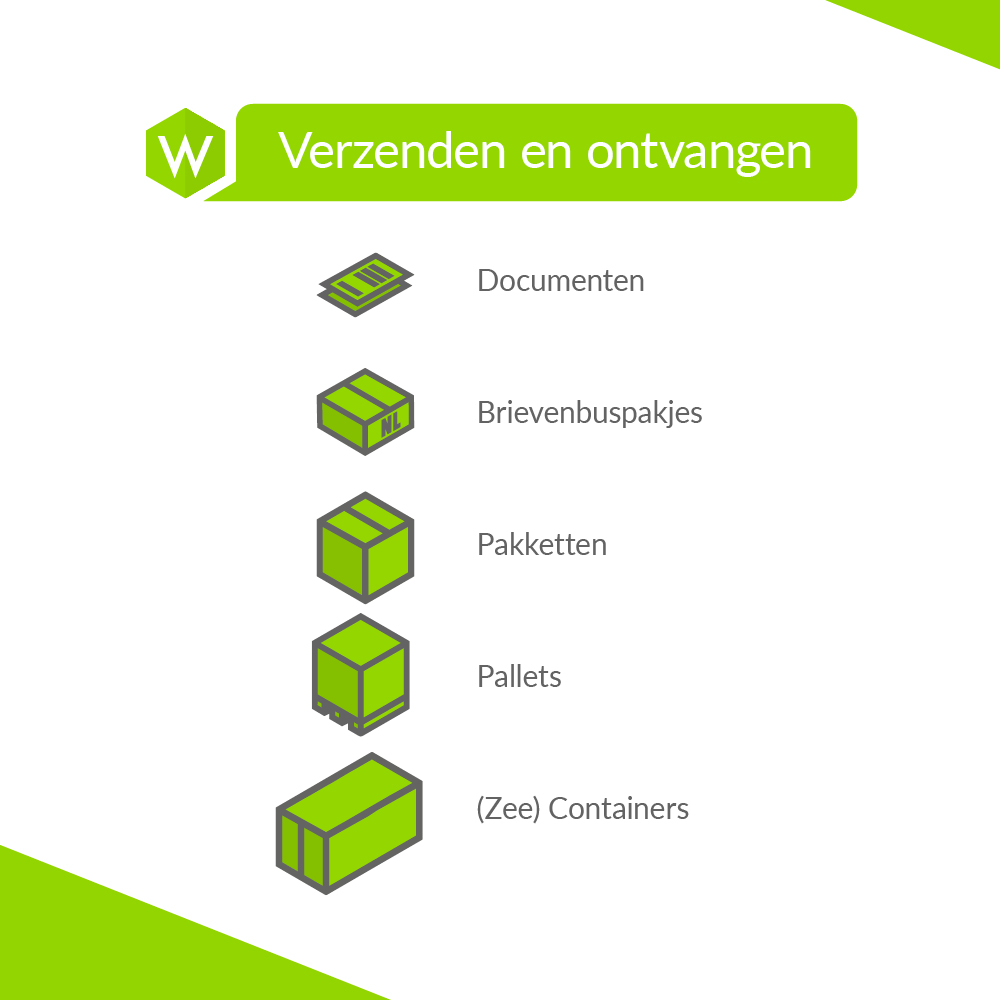 W
Verzenden en ontvangen
Documenten
NL
Brievenbuspakjes
Pakketten
Pallets
(Zee) Containers